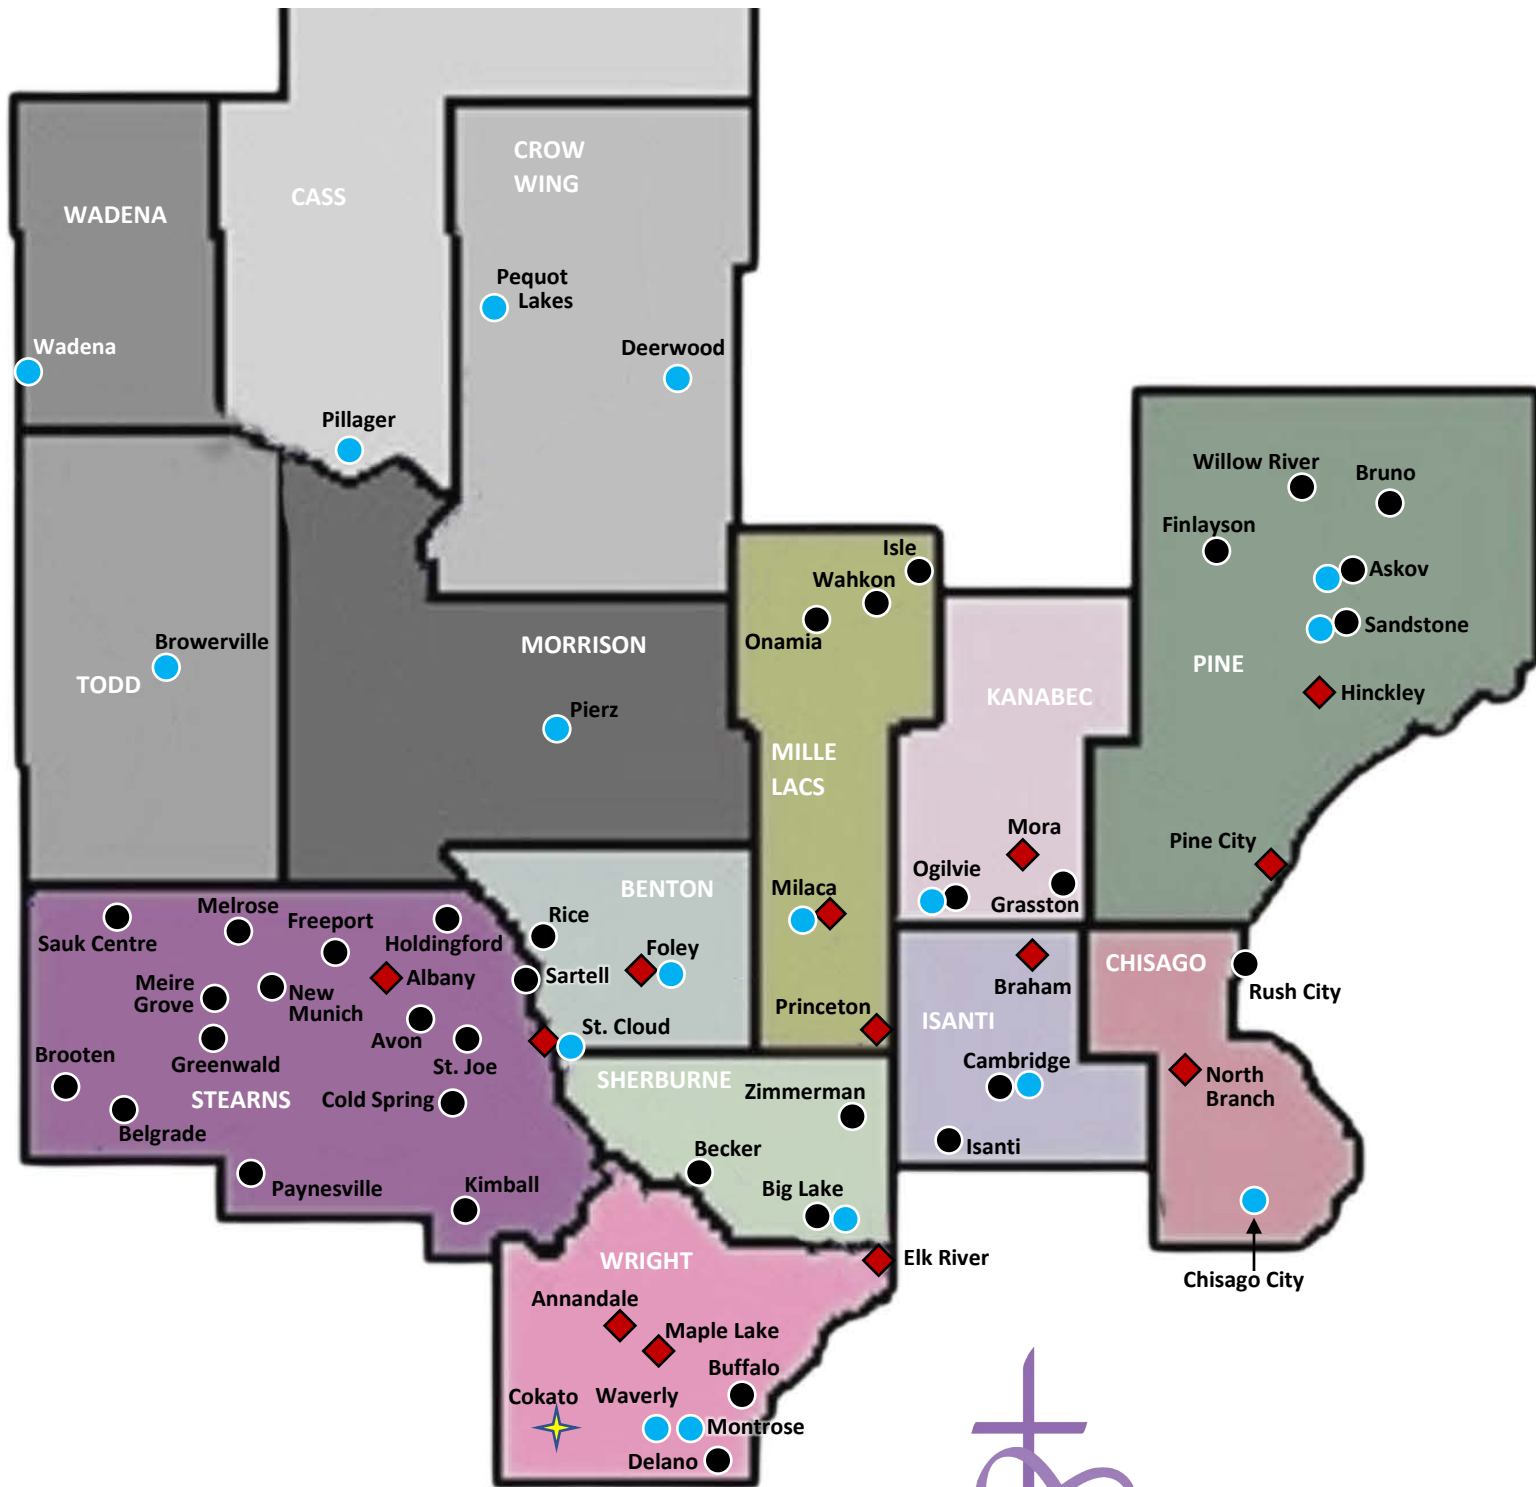 CROW
WING
CASS
WADENA
Pequot
Lakes
Wadena
Deerwood
Pillager
Willow River
Bruno
Finlayson
Isle
Askov
Wahkon
Onamia
Sandstone
Browerville
MORRISON
PINE
TODD
KANABEC
Hinckley
Pierz
MILLE
LACS
Mora
Pine City
Ogilvie
Grasston
BENTON
Milaca
Melrose
Freeport
Rice
Sauk Centre
Holdingford
Foley
CHISAGO
Meire
Grove
New
Munich
Albany
Sartell
Braham
Rush City
Princeton
ISANTI
Avon
St. Cloud
Brooten
Greenwald
St. Joe
Cambridge
STEARNS
Cold Spring
SHERBURNE
Zimmerman
North
Branch
Belgrade
Becker
Isanti
Paynesville
Kimball
Big Lake
WRIGHT
Elk River
Chisago City
Annandale
Maple Lake
Buffalo
Cokato
Waverly
Montrose
Delano